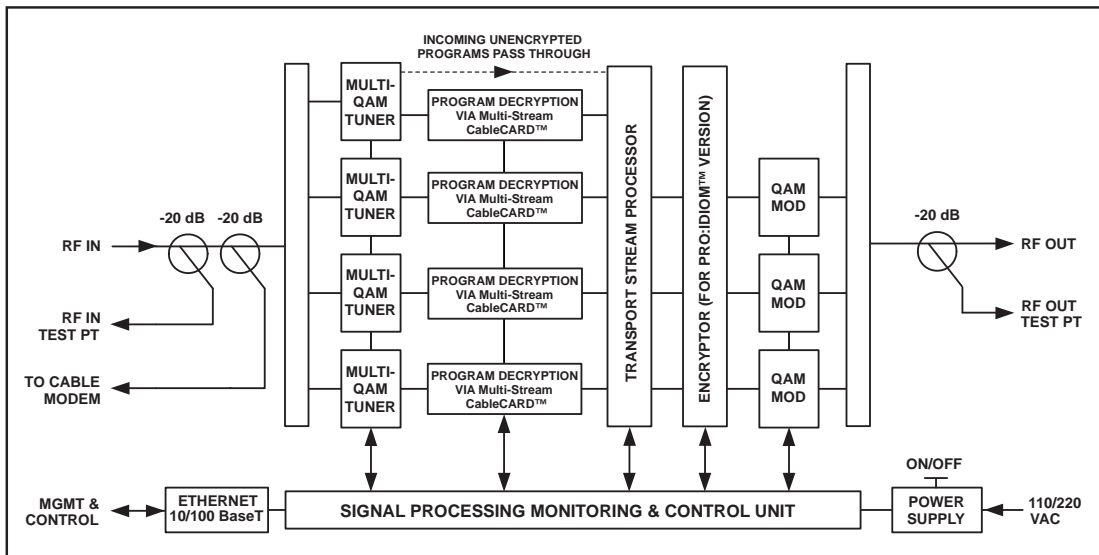 INCOMING UNENCRYPTED
PROGRAMS PASS THROUGH
MULTI-
QAM
TUNER
PROGRAM DECRYPTION
VIA Multi-Stream
CableCARD™
MULTI-
QAM
TUNER
PROGRAM DECRYPTION
VIA Multi-Stream
CableCARD™
MULTI-
QAM
TUNER
PROGRAM DECRYPTION
VIA Multi-Stream
CableCARD™
MULTI-
QAM
TUNER
PROGRAM DECRYPTION
VIA Multi-Stream
CableCARD™
TRANSPORT STREAM PROCESSOR
ENCRYPTOR (FOR PRO:IDIOM™ VERSION)
QAM
MOD
QAM
MOD
QAM
MOD
-20 dB
-20 dB
RF IN
RF IN
TEST PT
TO CABLE
MODEM
-20 dB
RF OUT
RF OUT
TEST PT
MGMT &
CONTROL
ETHERNET
10/100 BaseT
SIGNAL PROCESSING MONITORING & CONTROL UNIT
ON/OFF
POWER
SUPPLY
110/220
VAC